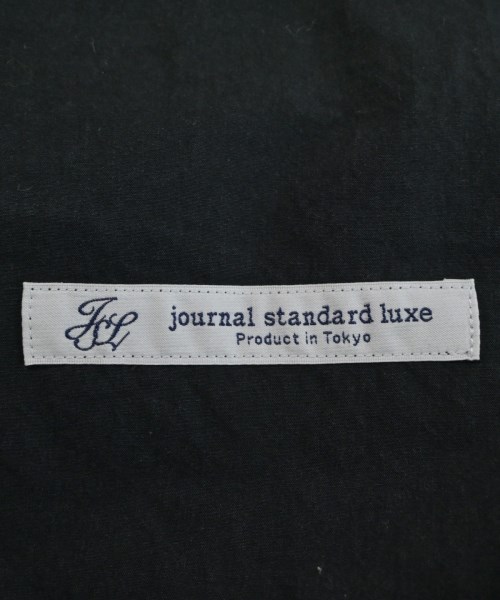 JSL
journal standard luxe
Product in Tokyo